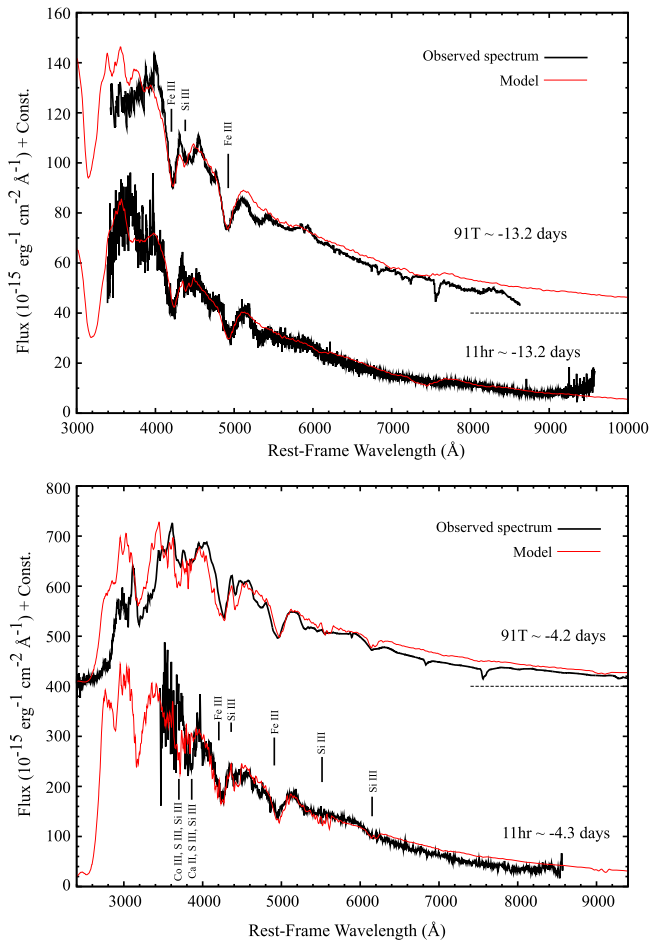 160
140
120
100
80
60
40
20
0
Flux (10-15 erg-1 cm-2 Å-1) + Const.
Observed spectrum
Model
Fe III
Si III
Fe III
91T ~ -13.2 days
11hr ~ -13.2 days
3000 4000 5000 6000 7000 8000 9000 10000
Rest-Frame Wavelength (Å)
800
700
600
500
400
300
200
100
0
Flux (10-15 erg-1 cm-2 Å-1) + Const.
Observed spectrum
Model
91T ~ -4.2 days
Fe III
Si III
Fe III
Si III
Si III
Co III, S III, Si III
Ca II, S III, Si III
11hr ~ -4.3 days
3000 4000 5000 6000 7000 8000 9000
Rest-Frame Wavelength (Å)